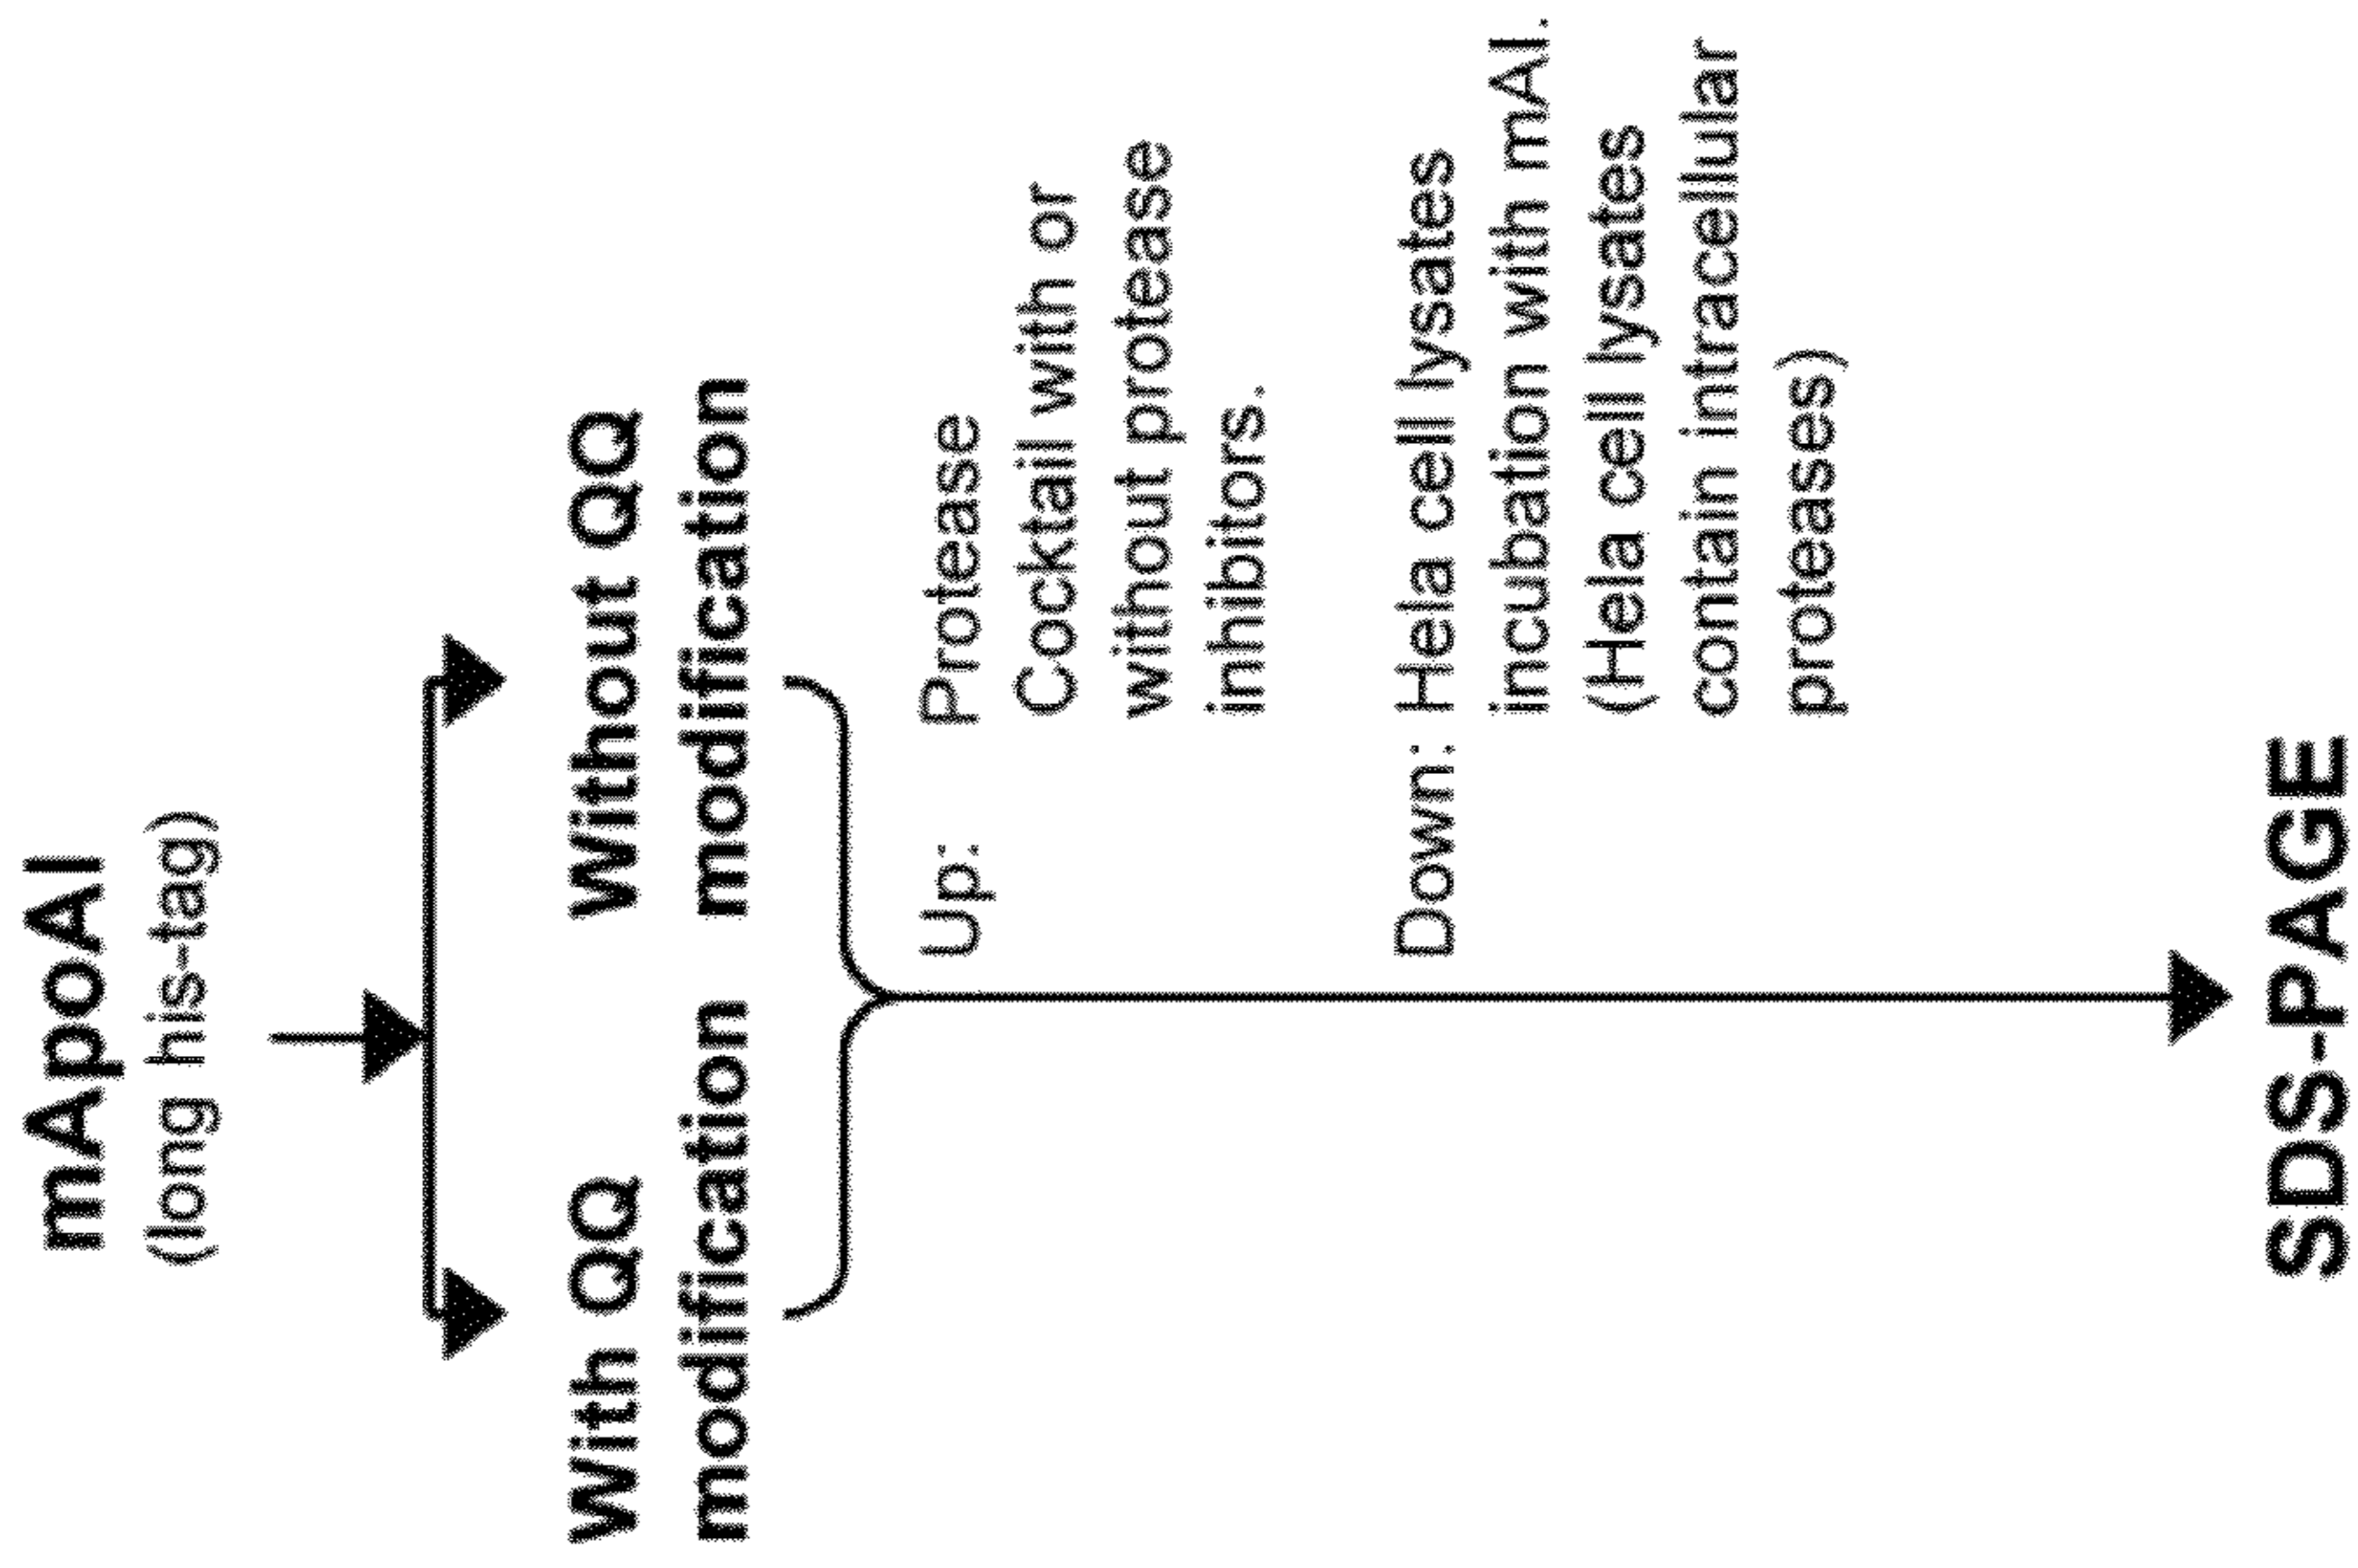 mApoAI
(long his-tag)
With QQ
modification
Without QQ
modification
Up: Protease
Cocktail with or
without protease
inhibitors.
Down: Hela cell lysates
incubation with mAI.
(Hela cell lysates
contain intracellular
proteases)
SDS-PAGE